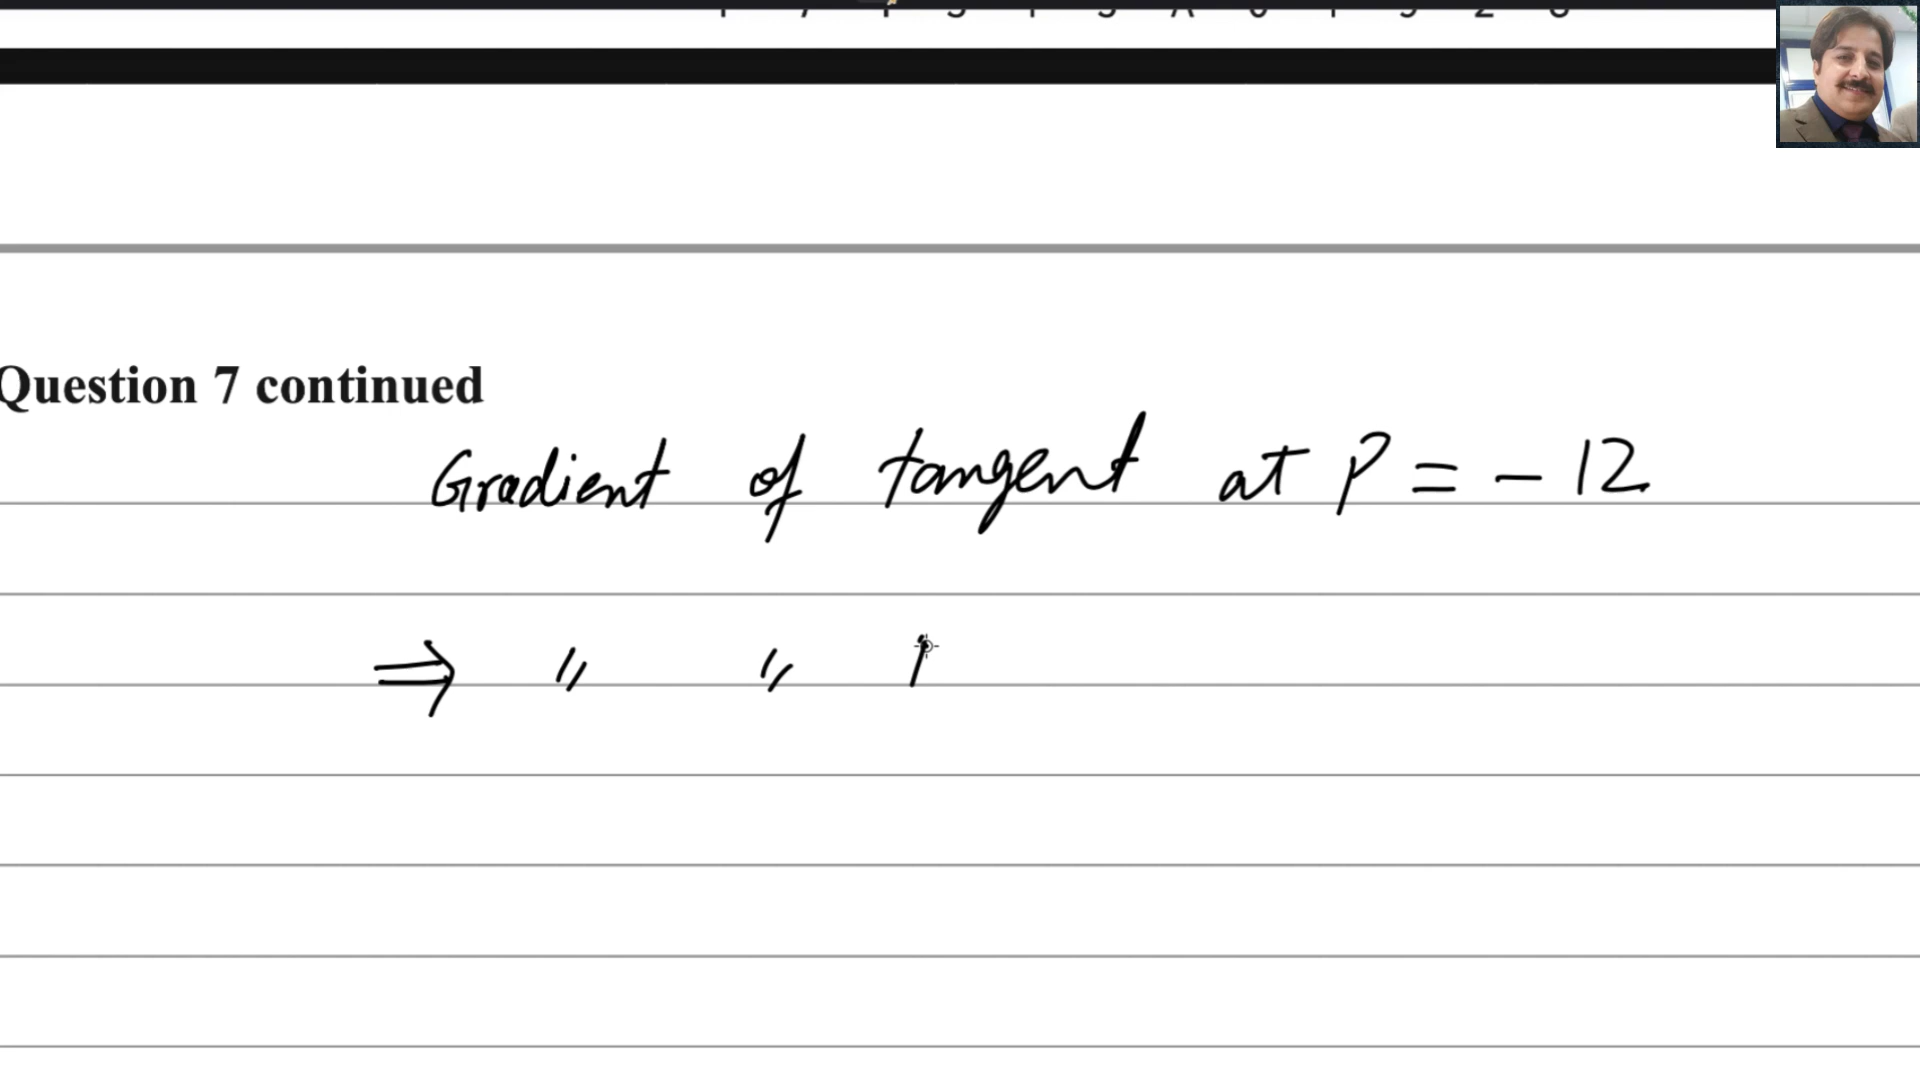 Question 7 continued
Gradient of tangent at P = - 12
⇒ " "